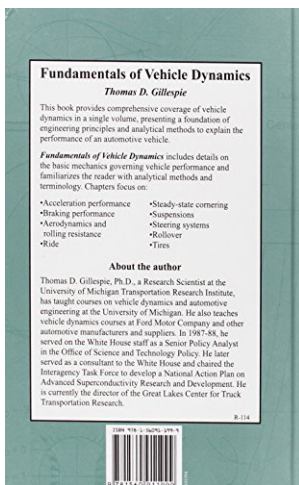 Fundamentals of Vehicle Dynamics
Thomas D. Gillespie
This book provides comprehensive coverage of vehicle
dynamics in a single volume, presenting a foundation of
engineering principles and analytical methods to explain the
performance of an automotive vehicle.
Fundamentals of Vehicle Dynamics includes details on
the basic mechanics governing vehicle performance and
familiarizes the reader with analytical methods and
terminology. Chapters focus on:
•Acceleration performance
•Braking performance
•Aerodynamics and
rolling resistance
•Ride
•Steady-state cornering
•Suspensions
•Steering systems
•Rollover
•Tires
About the author
Thomas D. Gillespie, Ph.D., a Research Scientist at the
University of Michigan Transportation Research Institute,
has taught courses on vehicle dynamics and automotive
engineering at the University of Michigan. He also teaches
vehicle dynamics courses at Ford Motor Company and other
automotive manufacturers and suppliers. In 1987-88, he
served on the White House staff as a Senior Policy Analyst
in the Office of Science and Technology Policy. He later
served as a consultant to the White House and chaired the
Interagency Task Force to develop a National Action Plan on
Advanced Superconductivity Research and Development. He
is currently the director of the Great Lakes Center for Truck
Transportation Research.
R-114
ISBN 978-1-56091-199-9